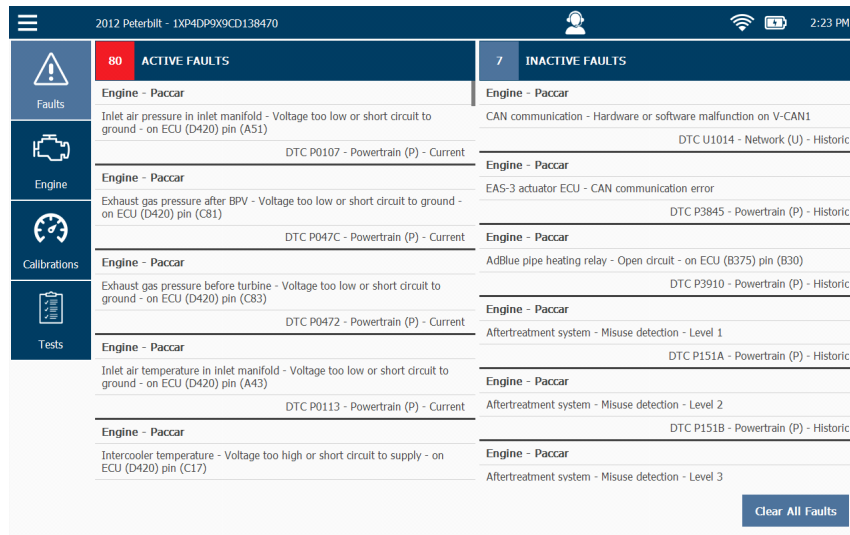 2012 Peterbilt - 1XP4DP9X9CD138470
2:23 PM
Faults
Engine
Calibrations
Tests
80 ACTIVE FAULTS
Engine - Paccar
Inlet air pressure in inlet manifold - Voltage too low or short circuit to
ground - on ECU (D420) pin (A51)
DTC P0107 - Powertrain (P) - Current
Engine - Paccar
Exhaust gas pressure after BPV - Voltage too low or short circuit to ground -
on ECU (D420) pin (C81)
DTC P047C - Powertrain (P) - Current
Engine - Paccar
Exhaust gas pressure before turbine - Voltage too low or short circuit to
ground - on ECU (D420) pin (C83)
DTC P0472 - Powertrain (P) - Current
Engine - Paccar
Inlet air temperature in inlet manifold - Voltage too low or short circuit to
ground - on ECU (D420) pin (A43)
DTC P0113 - Powertrain (P) - Current
Engine - Paccar
Intercooler temperature - Voltage too high or short circuit to supply - on
ECU (D420) pin (C17)
7 INACTIVE FAULTS
Engine - Paccar
CAN communication - Hardware or software malfunction on V-CAN1
DTC U1014 - Network (U) - Historic
Engine - Paccar
EAS-3 actuator ECU - CAN communication error
DTC P3845 - Powertrain (P) - Historic
Engine - Paccar
AdBlue pipe heating relay - Open circuit - on ECU (B375) pin (B30)
DTC P3910 - Powertrain (P) - Historic
Engine - Paccar
Aftertreatment system - Misuse detection - Level 1
DTC P151A - Powertrain (P) - Historic
Engine - Paccar
Aftertreatment system - Misuse detection - Level 2
DTC P151B - Powertrain (P) - Historic
Engine - Paccar
Aftertreatment system - Misuse detection - Level 3
Clear All Faults